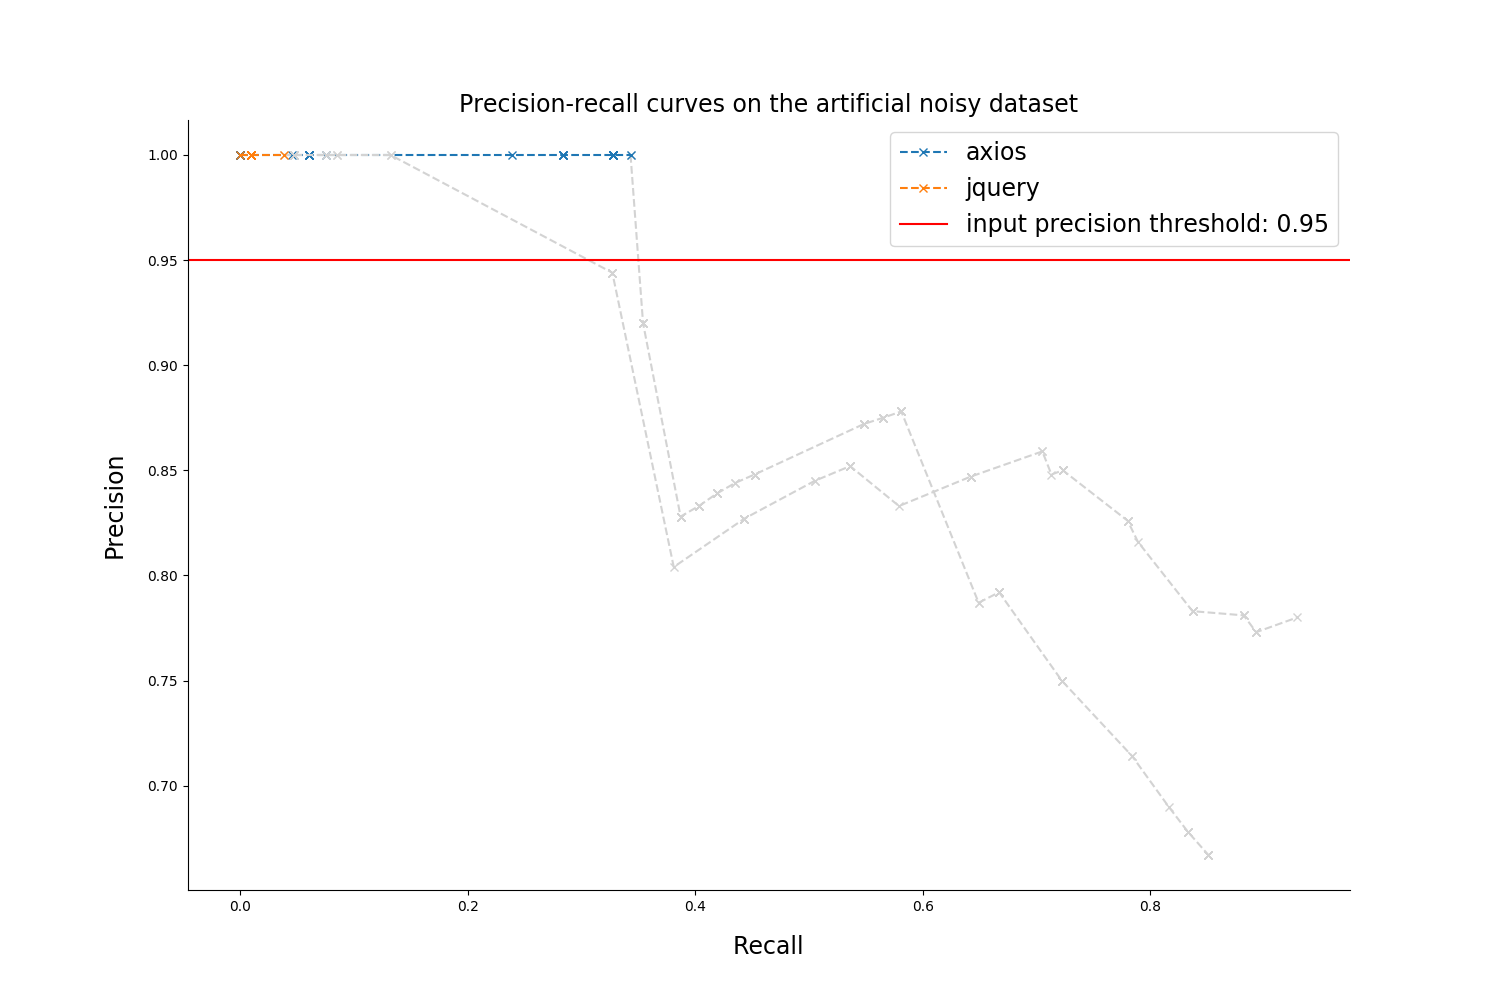 Precision-recall curves on the artificial noisy dataset
axios
jquery
input precision threshold: 0.95
Precision
1.00
0.95
0.90
0.85
0.80
0.75
0.70
0.0 0.2 0.4 0.6 0.8
Recall